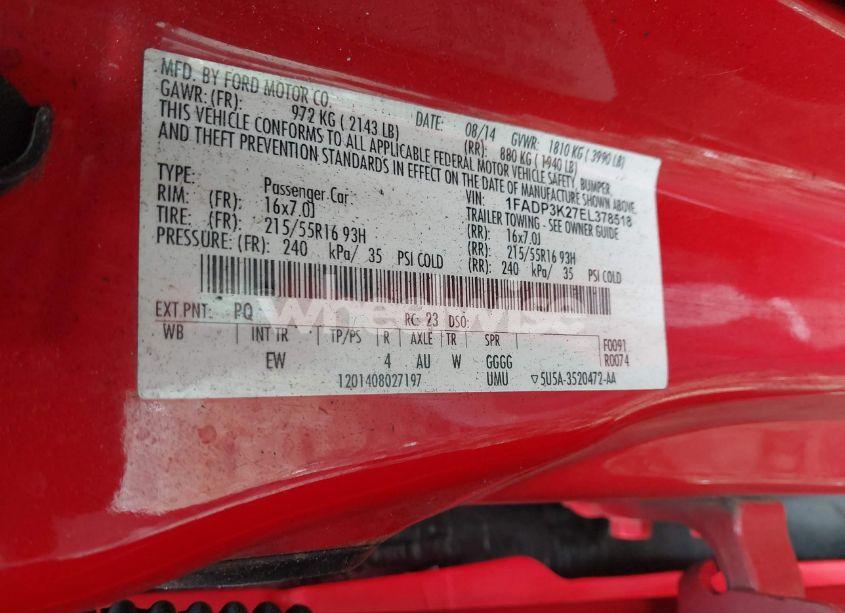 MFD. BY FORD MOTOR CO.
DATE: 08/14 GVWR: 1810 KG ( 3990 LB)
GAWR: (FR): 972 KG ( 2143 LB) (RR): 880 KG ( 1940 LB)
THIS VEHICLE CONFORMS TO ALL APPLICABLE FEDERAL MOTOR VEHICLE SAFETY, BUMPER
AND THEFT PREVENTION STANDARDS IN EFFECT ON THE DATE OF MANUFACTURE SHOWN ABOVE.
VIN: 1FADP3K27EL378518
TYPE: Passenger Car TRAILER TOWING - SEE OWNER GUIDE
RIM: (FR): 16x7.0J (RR): 16x7.0J
TIRE: (FR): 215/55R16 93H (RR): 215/55R16 93H
PRESSURE: (FR): 240 kPa/ 35 PSI COLD (RR): 240 kPa/ 35 PSI COLD
wheelwise
EXT.PNT: PQ RC: 23 DSO:
WB INT TR TP/PS R AXLE TR SPR F0091
EW 4 AU W GGGG R0074
1201408027197 UMU ▽5U5A-3520472-AA